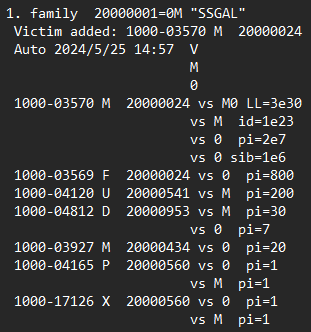 1. family  20000001=0M "SSGAL"
Victim added: 1000-03570 M  20000024
Auto 2024/5/25 14:57  V
M
0
1000-03570 M  20000024 vs M0 LL=3e30
vs M  id=1e23
vs 0  pi=2e7
vs 0 sib=1e6
1000-03569 F  20000024 vs 0  pi=800
1000-04120 U  20000541 vs M  pi=200
1000-04812 D  20000953 vs M  pi=30
vs 0  pi=7
1000-03927 M  20000434 vs 0  pi=20
1000-04165 P  20000560 vs 0  pi=1
vs M  pi=1
1000-17126 X  20000560 vs 0  pi=1
vs M  pi=1